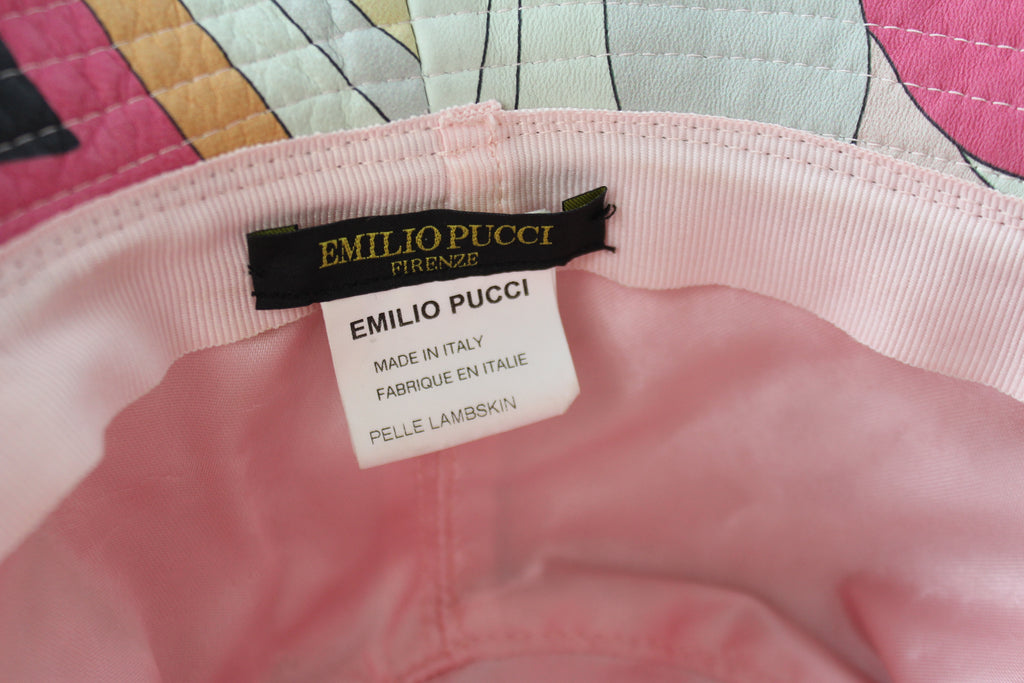 EMILIO PUCCI
FIRENZE
EMILIO PUCCI
MADE IN ITALY
FABRIQUE EN ITALIE
PELLE LAMBSKIN